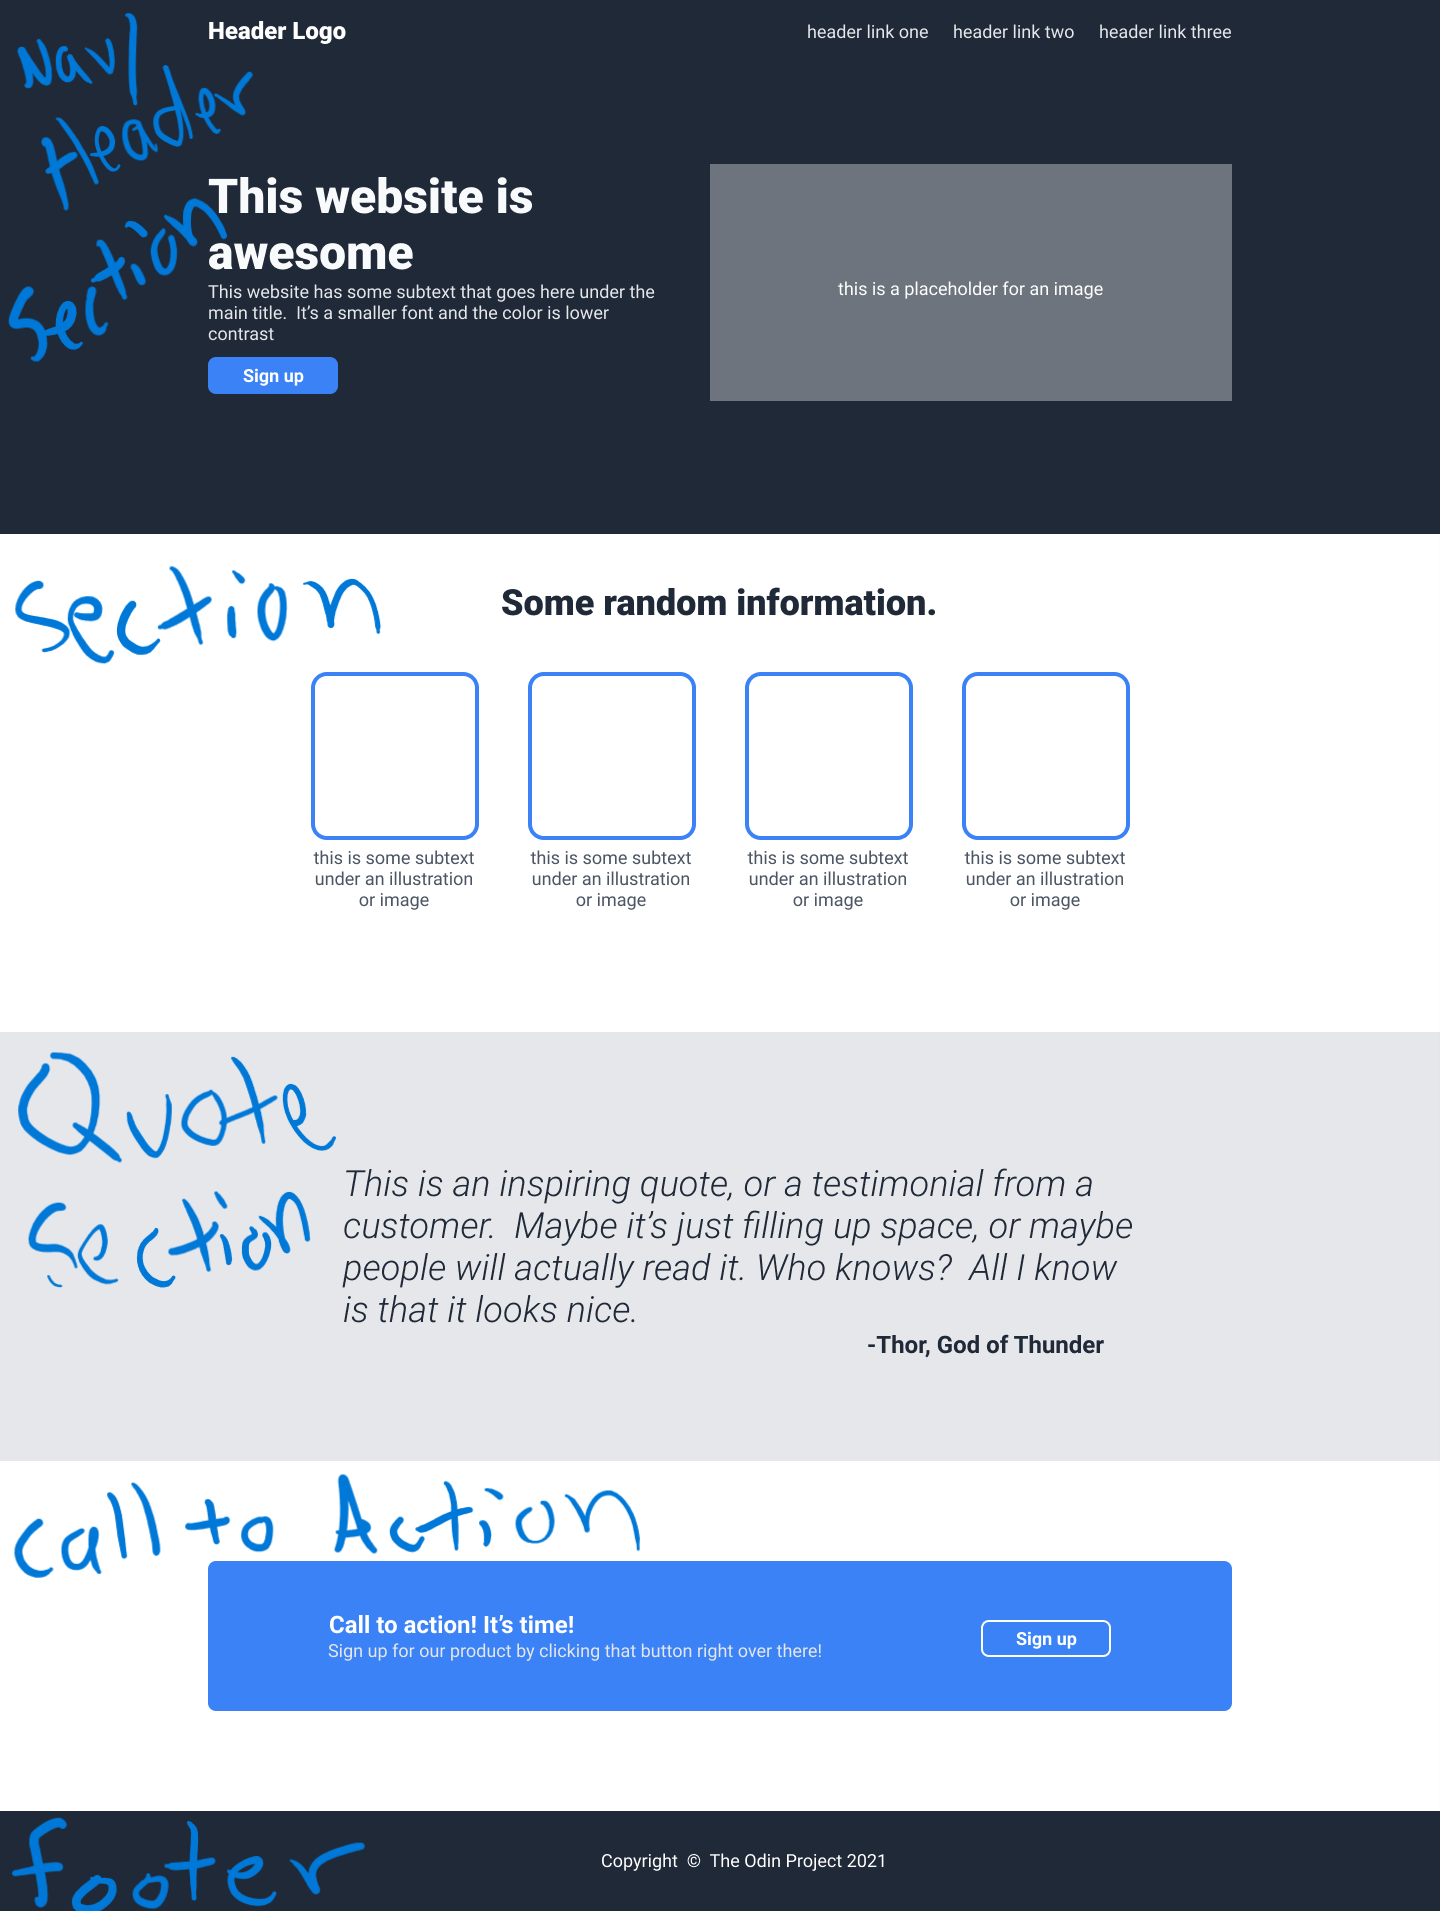 Nav/
Header
Section
Header Logo
header link one header link two header link three
This website is
awesome
This website has some subtext that goes here under the
main title.  It’s a smaller font and the color is lower
contrast
Sign up
this is a placeholder for an image
Section
Some random information.
this is some subtext
under an illustration
or image
this is some subtext
under an illustration
or image
this is some subtext
under an illustration
or image
this is some subtext
under an illustration
or image
Quote
Section
This is an inspiring quote, or a testimonial from a
customer.  Maybe it’s just filling up space, or maybe
people will actually read it. Who knows?  All I know
is that it looks nice.
-Thor, God of Thunder
Call to Action
Call to action! It’s time!
Sign up for our product by clicking that button right over there!
Sign up
footer
Copyright © The Odin Project 2021